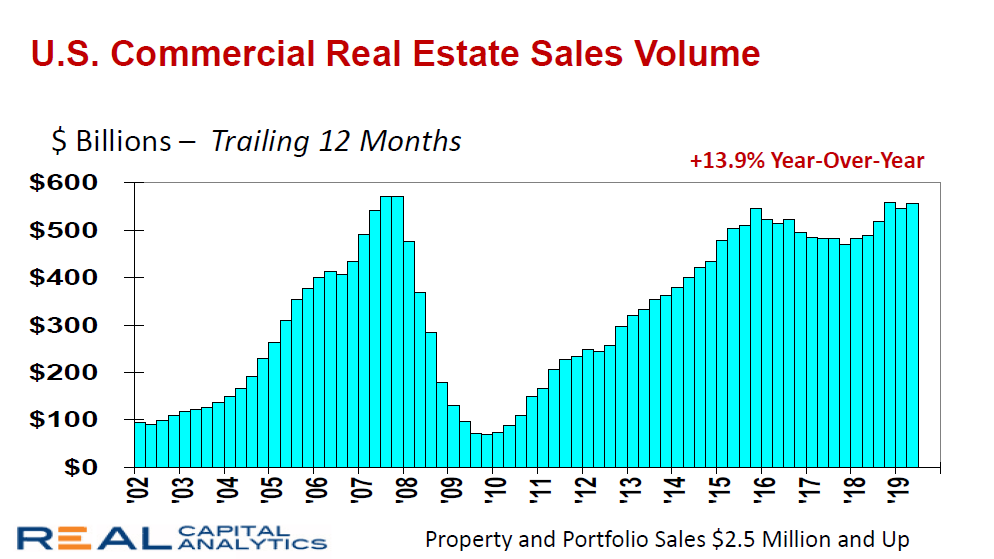 U.S. Commercial Real Estate Sales Volume
$ Billions – Trailing 12 Months
+13.9% Year-Over-Year
$600
$500
$400
$300
$200
$100
$0
'02 '03 '04 '05 '06 '07 '08 '09 '10 '11 '12 '13 '14 '15 '16 '17 '18 '19
REAL CAPITAL ANALYTICS
Property and Portfolio Sales $2.5 Million and Up